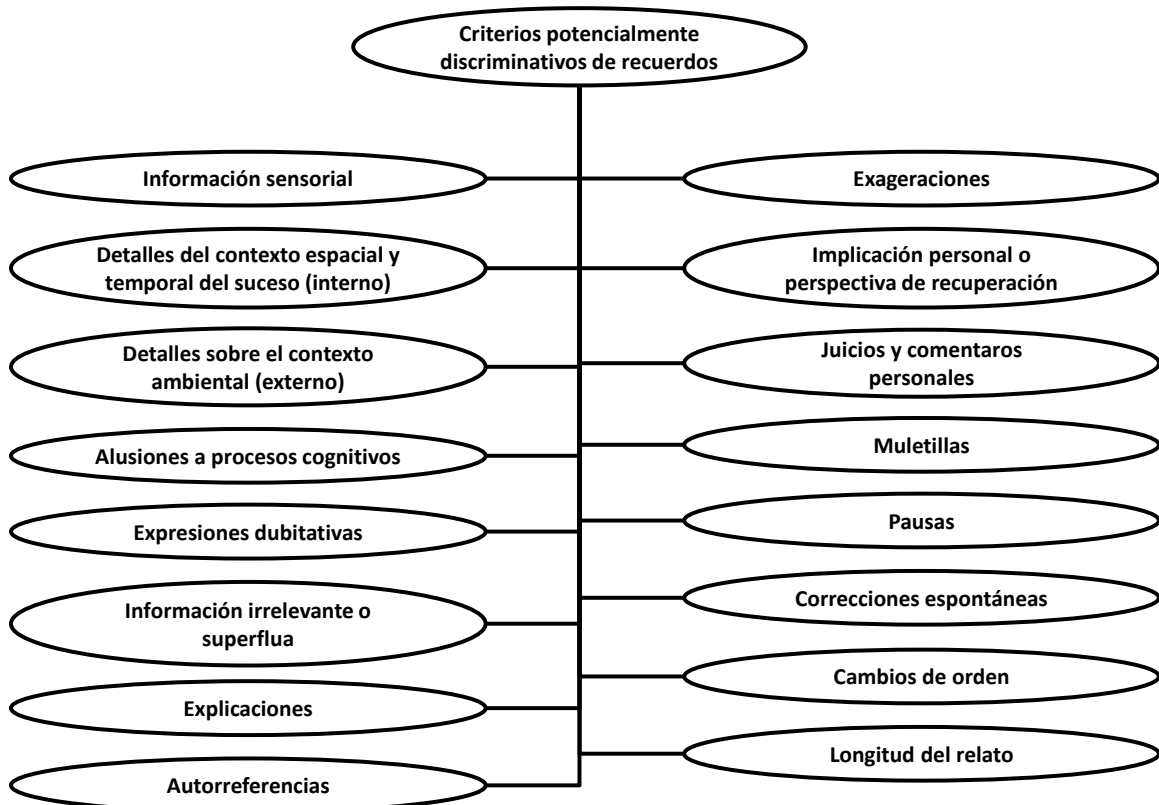 Criterios potencialmente
discriminativos de recuerdos
Información sensorial
Detalles del contexto espacial y
temporal del suceso (interno)
Detalles sobre el contexto
ambiental (externo)
Alusiones a procesos cognitivos
Expresiones dubitativas
Información irrelevante o
superflua
Explicaciones
Autorreferencias
Exageraciones
Implicación personal o
perspectiva de recuperación
Juicios y comentaros
personales
Muletillas
Pausas
Correcciones espontáneas
Cambios de orden
Longitud del relato